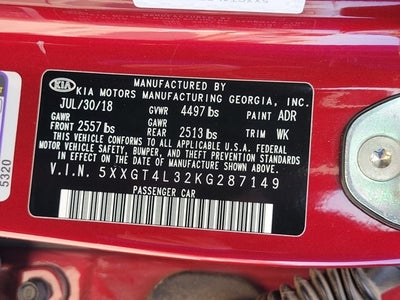 MANUFACTURED BY
KIA KIA MOTORS MANUFACTURING GEORGIA, INC.
JUL/30/18 GVWR 4497 lbs PAINT ADR
GAWR FRONT 2557 lbs GAWR REAR 2513 lbs TRIM WK
THIS VEHICLE CONFORMS TO ALL APPLICABLE U.S.A. FEDERAL
MOTOR VEHICLE SAFETY, BUMPER, AND THEFT PREVENTION
STANDARDS IN EFFECT ON THE DATE OF MANUFACTURE SHOWN ABOVE.
V.I.N. 5XXGT4L32KG287149
PASSENGER CAR
5320